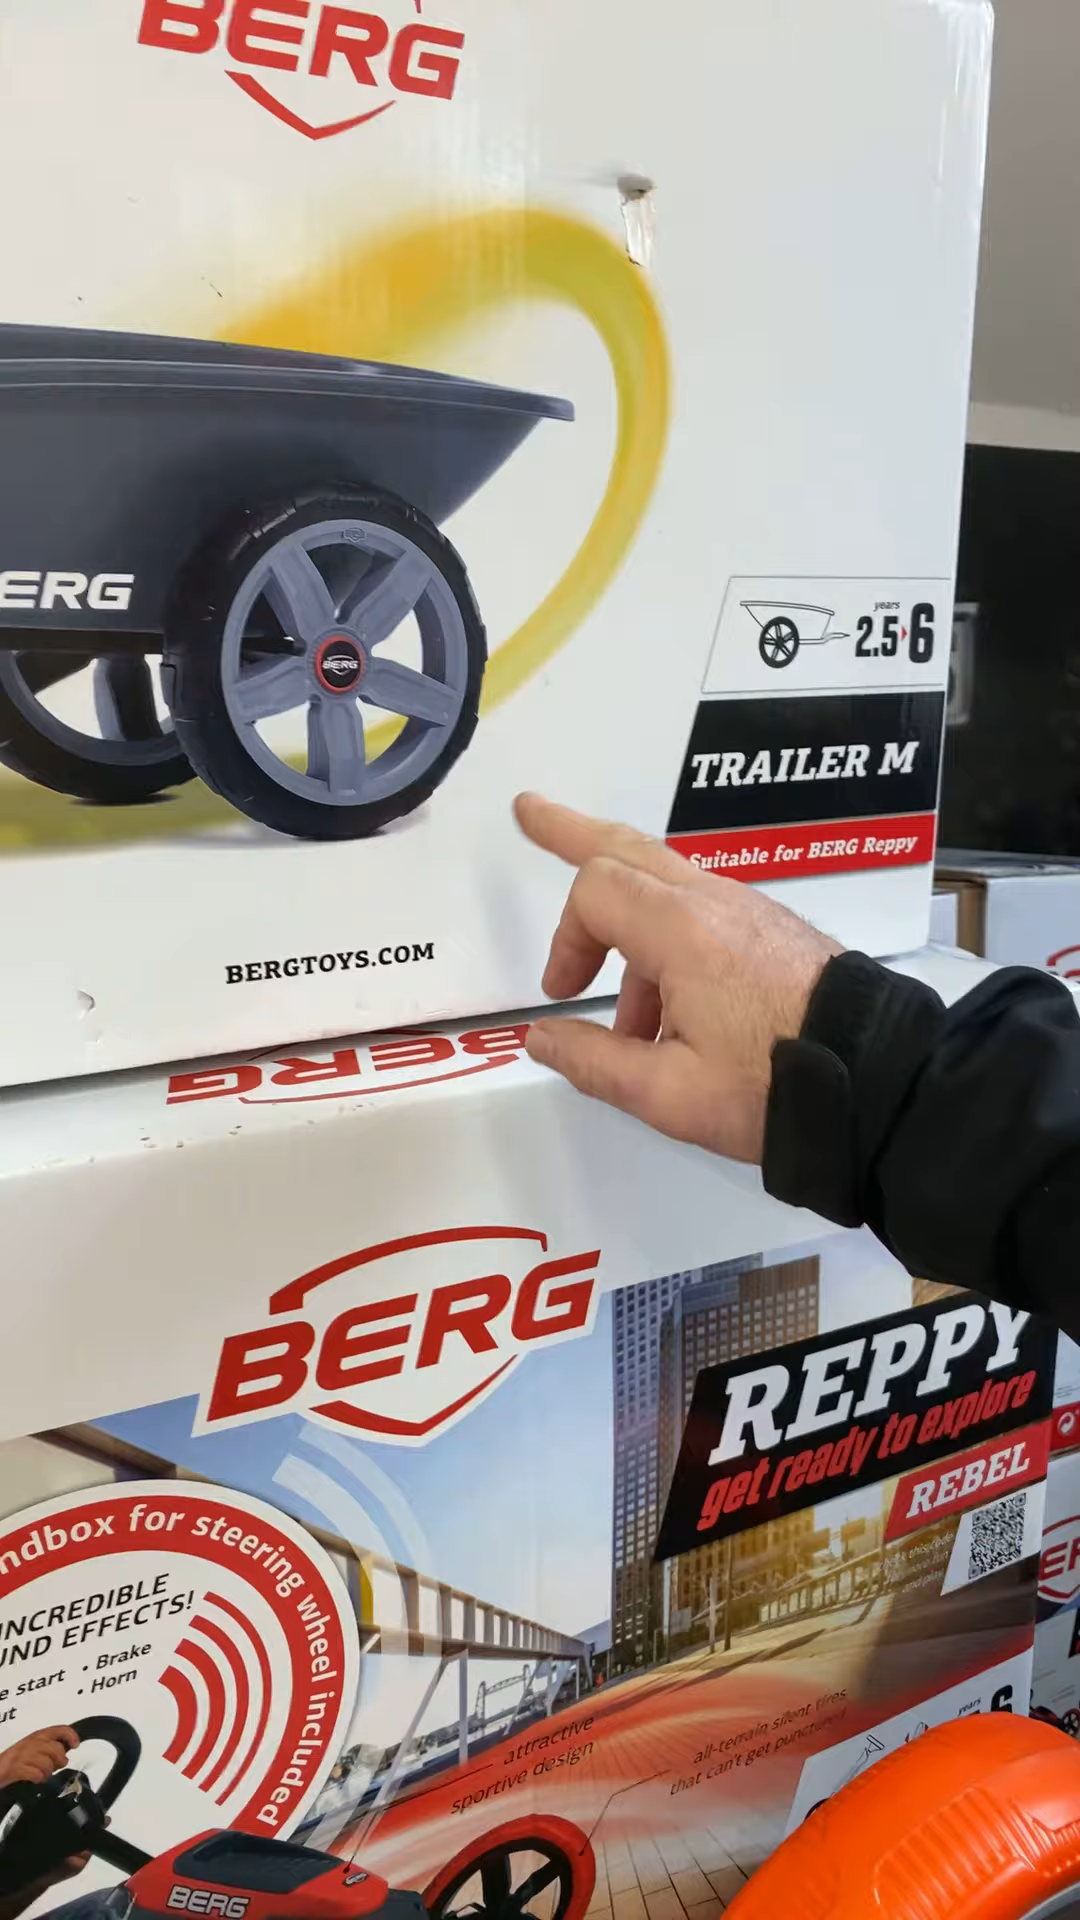 BERG
ERG
BERG
years
2.5 6
TRAILER M
Suitable for BERG Reppy
BERGTOYS.COM
BERG
BERG
REPPY
get ready to explore
REBEL
ndbox for steering wheel included
INCREDIBLE
UND EFFECTS!
e start • Brake
ut • Horn
attractive
sportive design
all-terrain silent tires
that can't get punctured
years
6
BERG